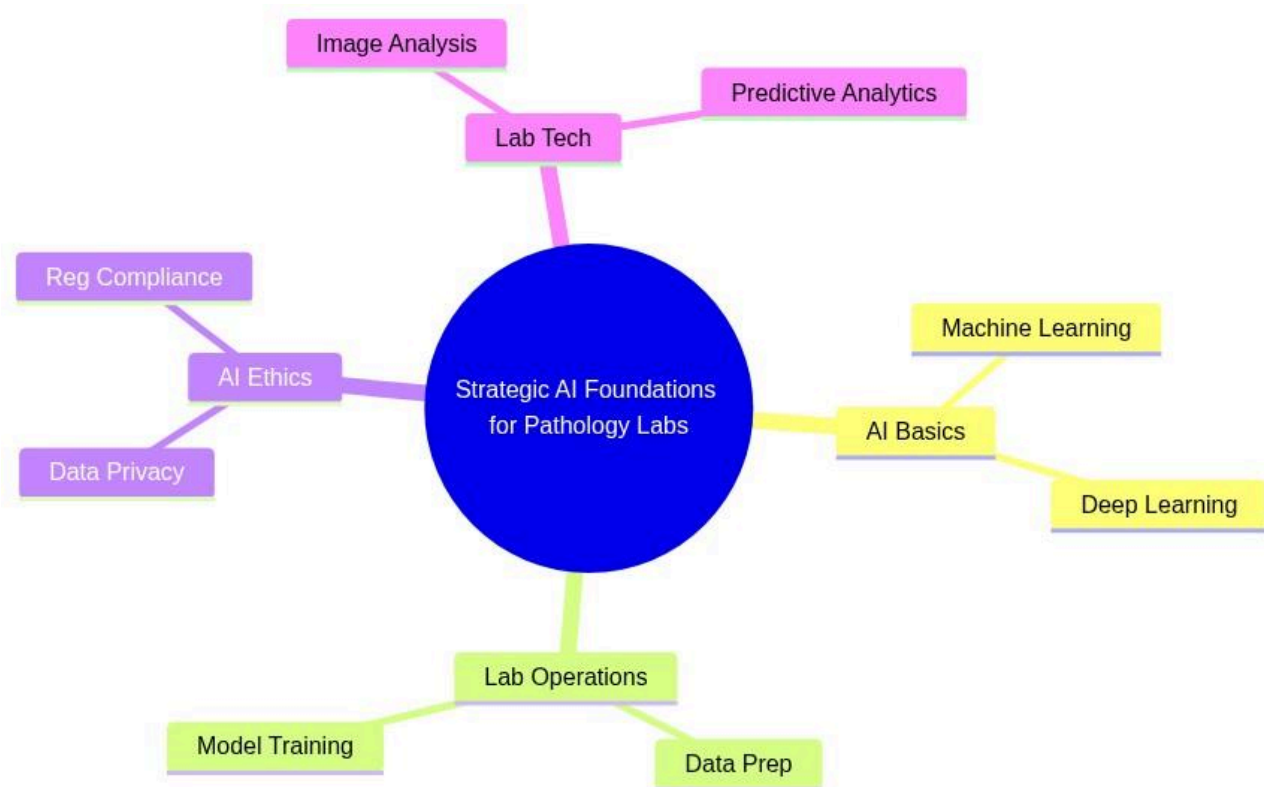 Image Analysis
Predictive Analytics
Lab Tech
Reg Compliance
Machine Learning
AI Ethics
Strategic AI Foundations
for Pathology Labs
AI Basics
Data Privacy
Deep Learning
Lab Operations
Model Training
Data Prep